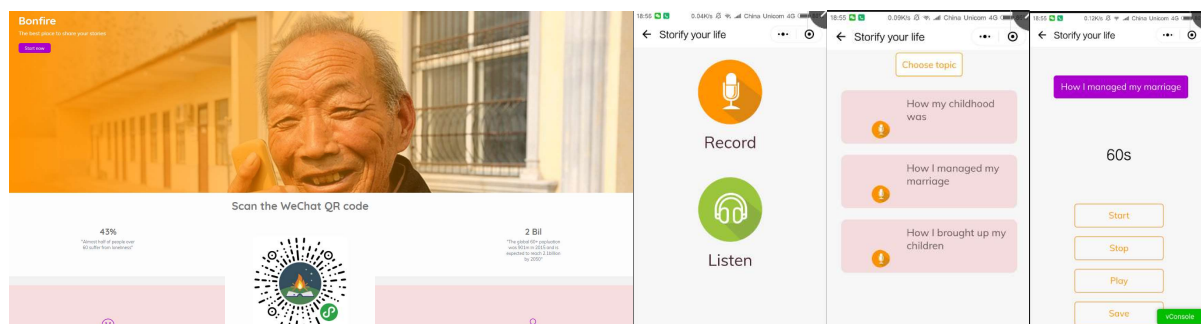 Bonfire
The best place to share your stories
Start now
Scan the WeChat QR code
43%
"Almost half of people over
60 suffer from loneliness"
2 Bil
"The global 60+ poplation
was 901m in 2015 and is
expected to reach 2.1billion
by 2050"
18:55 0.04K/s China Unicom 4G
Storify your life
Record
Listen
18:55 0.09K/s China Unicom 4G
Storify your life
Choose topic
How my childhood
was
How I managed my
marriage
How I brought up my
children
18:55 0.12K/s China Unicom 4G
Storify your life
How I managed my marriage
60s
Start
Stop
Play
Save
vConsole